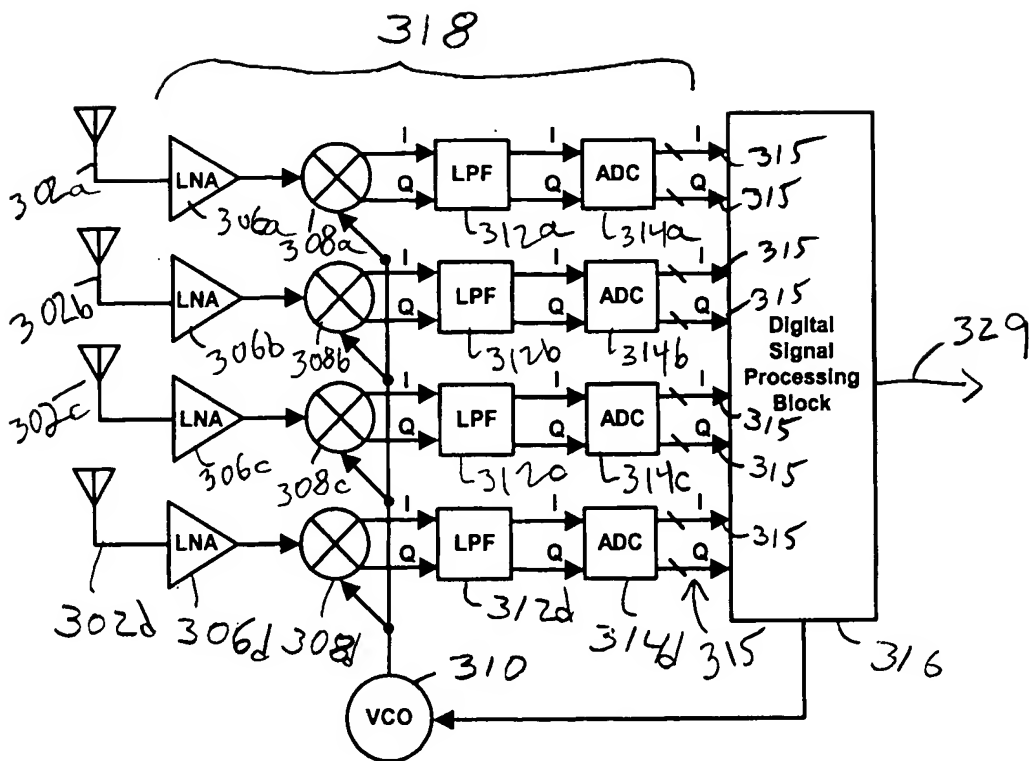 318
I I I
LNA LPF ADC 315
Q Q Q
302a 306a 308a 312a 314a 315
I I I
LNA LPF ADC 315
Q Q Q 315
302b 306b 308b 312b 314b
Digital
Signal
Processing
Block
329
I I I
LNA LPF ADC 315
Q Q Q
302c 306c 308c 312c 314c 315
I I I
LNA LPF ADC 315
Q Q Q
302d 306d 308d 312d 314d 315 316
310
VCO